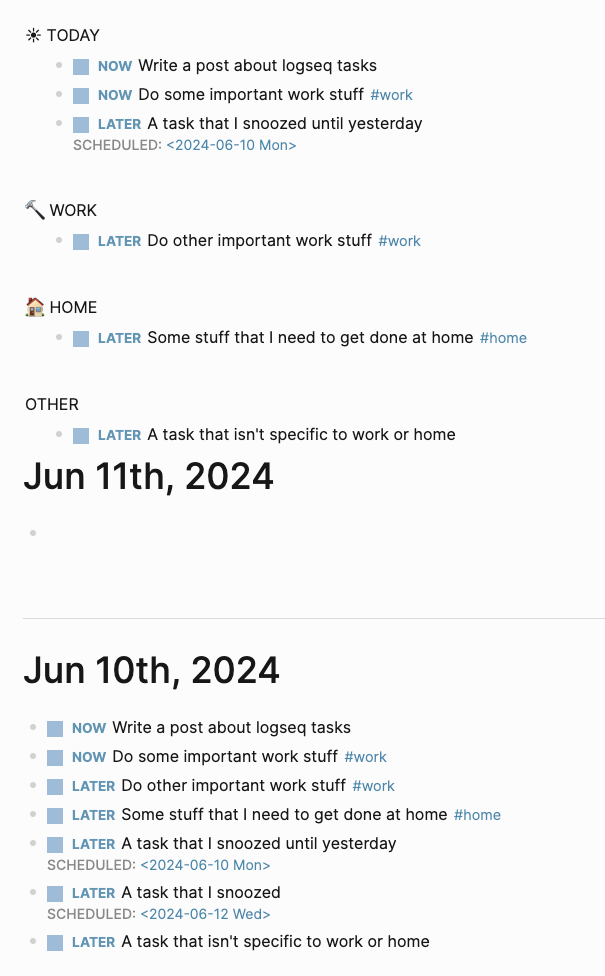 ☀ TODAY
NOW Write a post about logseq tasks
NOW Do some important work stuff #work
LATER A task that I snoozed until yesterday
SCHEDULED: <2024-06-10 Mon>
🔨 WORK
LATER Do other important work stuff #work
🏠 HOME
LATER Some stuff that I need to get done at home #home
OTHER
LATER A task that isn't specific to work or home
Jun 11th, 2024
Jun 10th, 2024
NOW Write a post about logseq tasks
NOW Do some important work stuff #work
LATER Do other important work stuff #work
LATER Some stuff that I need to get done at home #home
LATER A task that I snoozed until yesterday
SCHEDULED: <2024-06-10 Mon>
LATER A task that I snoozed
SCHEDULED: <2024-06-12 Wed>
LATER A task that isn't specific to work or home